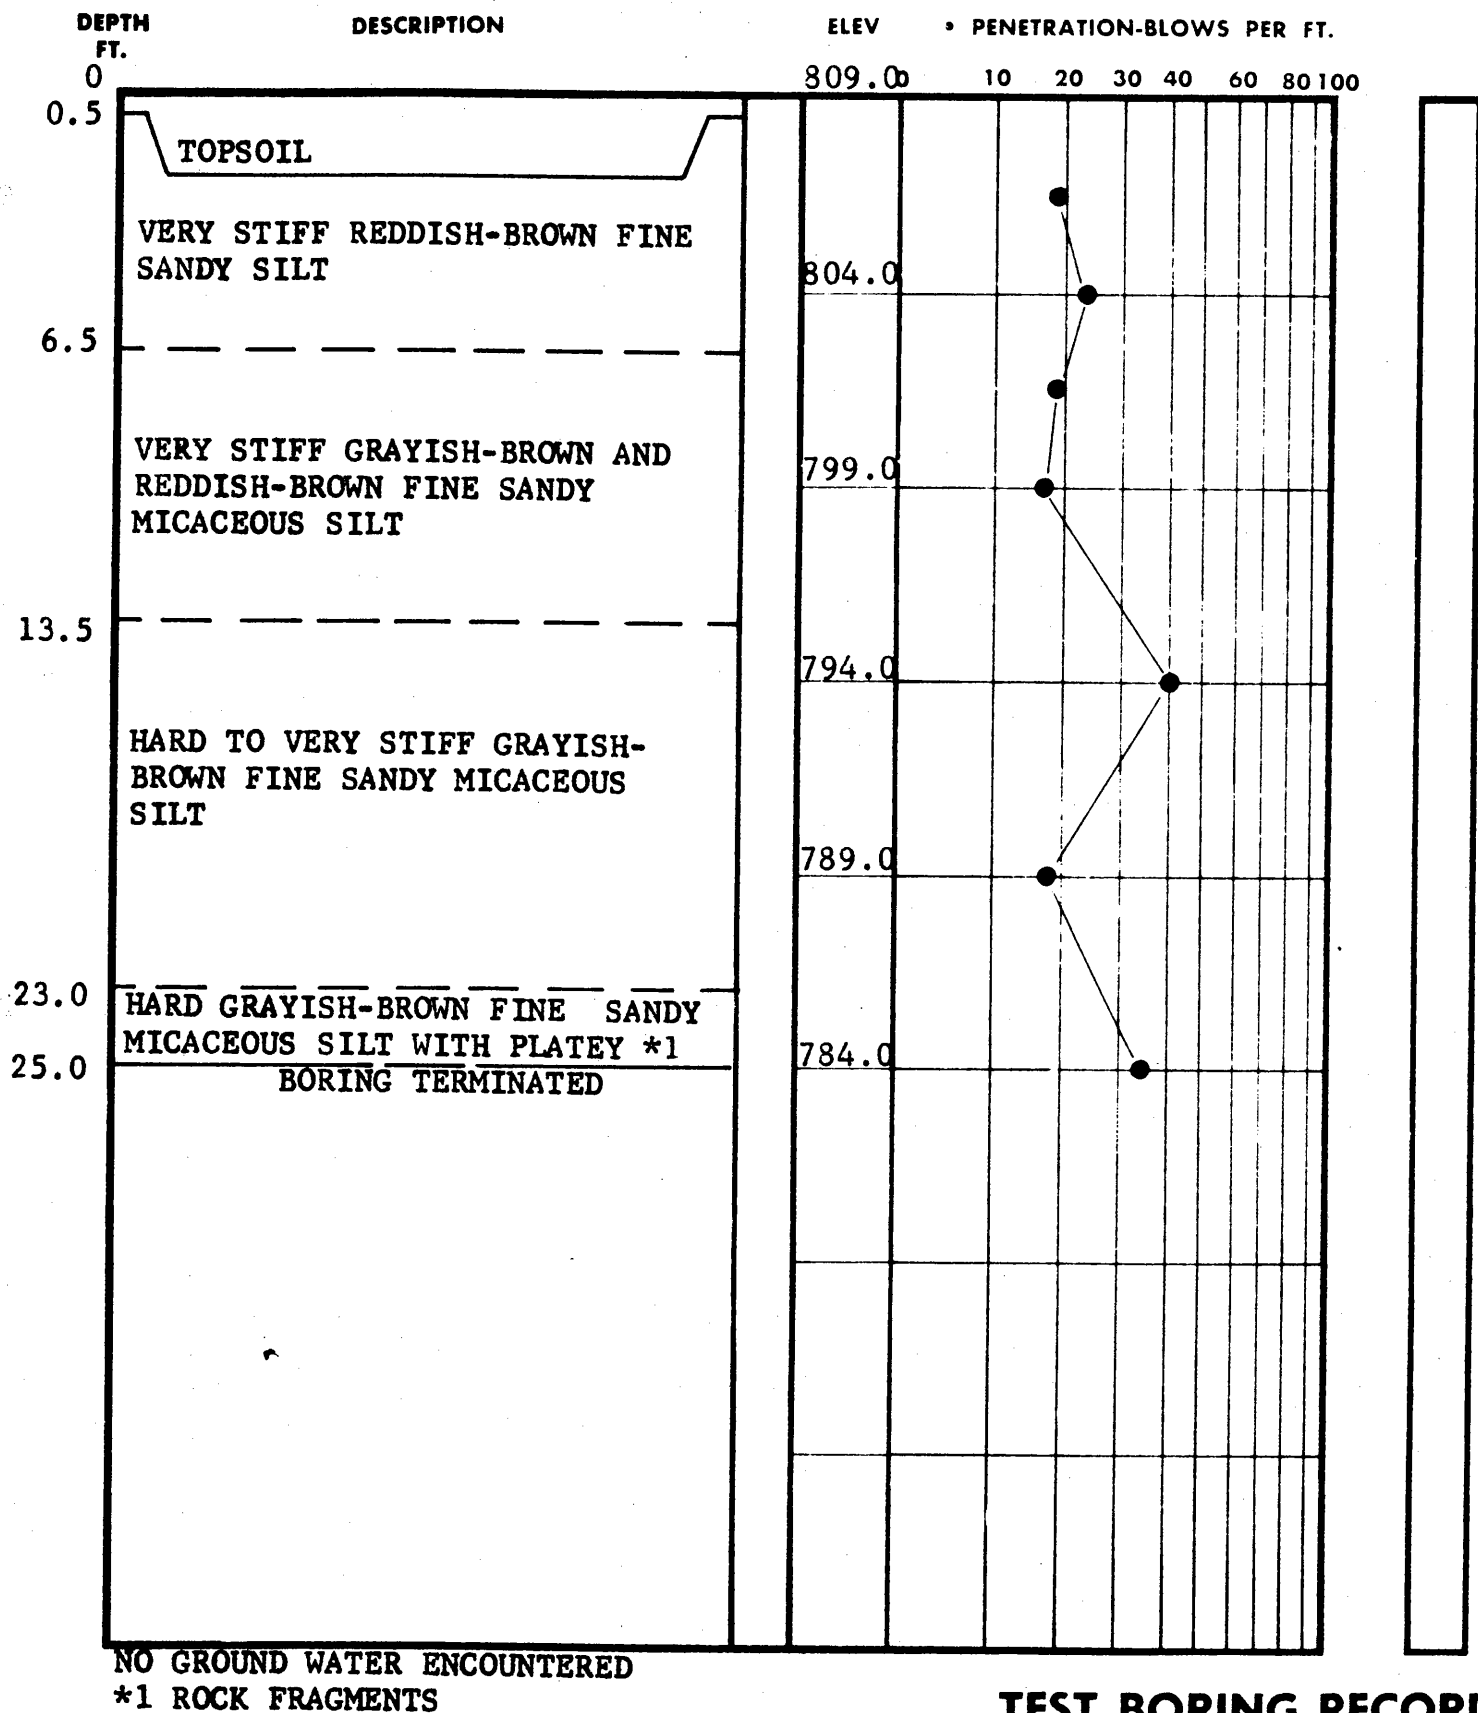 DEPTH DESCRIPTION ELEV PENETRATION-BLOWS PER FT.
FT.
0 809.0 0 10 20 30 40 60 80 100
0.5
TOPSOIL
VERY STIFF REDDISH-BROWN FINE
SANDY SILT
804.0
6.5
VERY STIFF GRAYISH-BROWN AND
799.0
REDDISH-BROWN FINE SANDY
MICACEOUS SILT
13.5
794.0
HARD TO VERY STIFF GRAYISH-
BROWN FINE SANDY MICACEOUS
SILT
789.0
23.0
HARD GRAYISH-BROWN FINE SANDY
MICACEOUS SILT WITH PLATEY *1
784.0
25.0
BORING TERMINATED
NO GROUND WATER ENCOUNTERED
*1 ROCK FRAGMENTS
TEST BORING RECOR